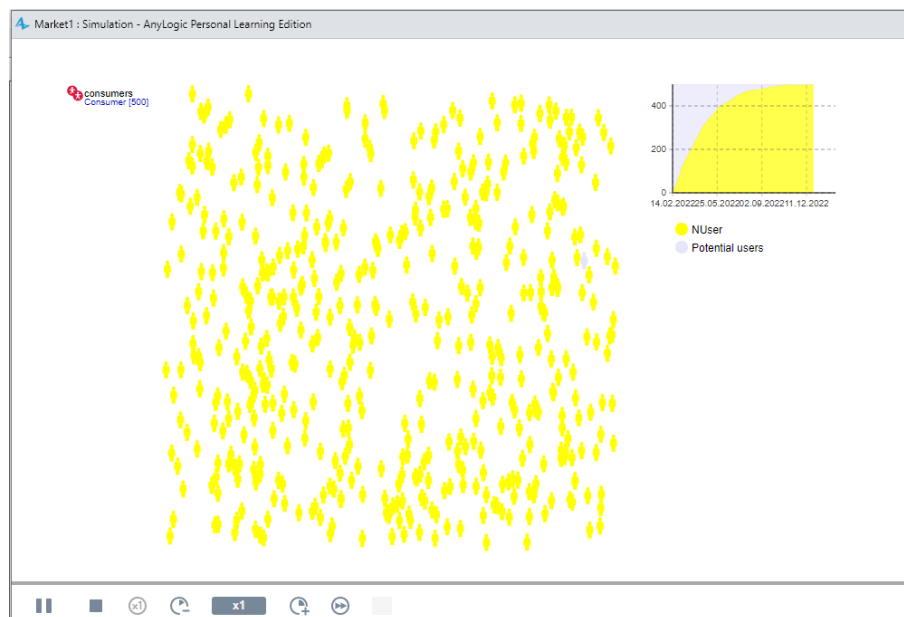 Market1 : Simulation - AnyLogic Personal Learning Edition
consumers
Consumer [500]
400
200
0
14.02.202225.05.202202.09.202211.12.2022
NUser
Potential users
x1
x1